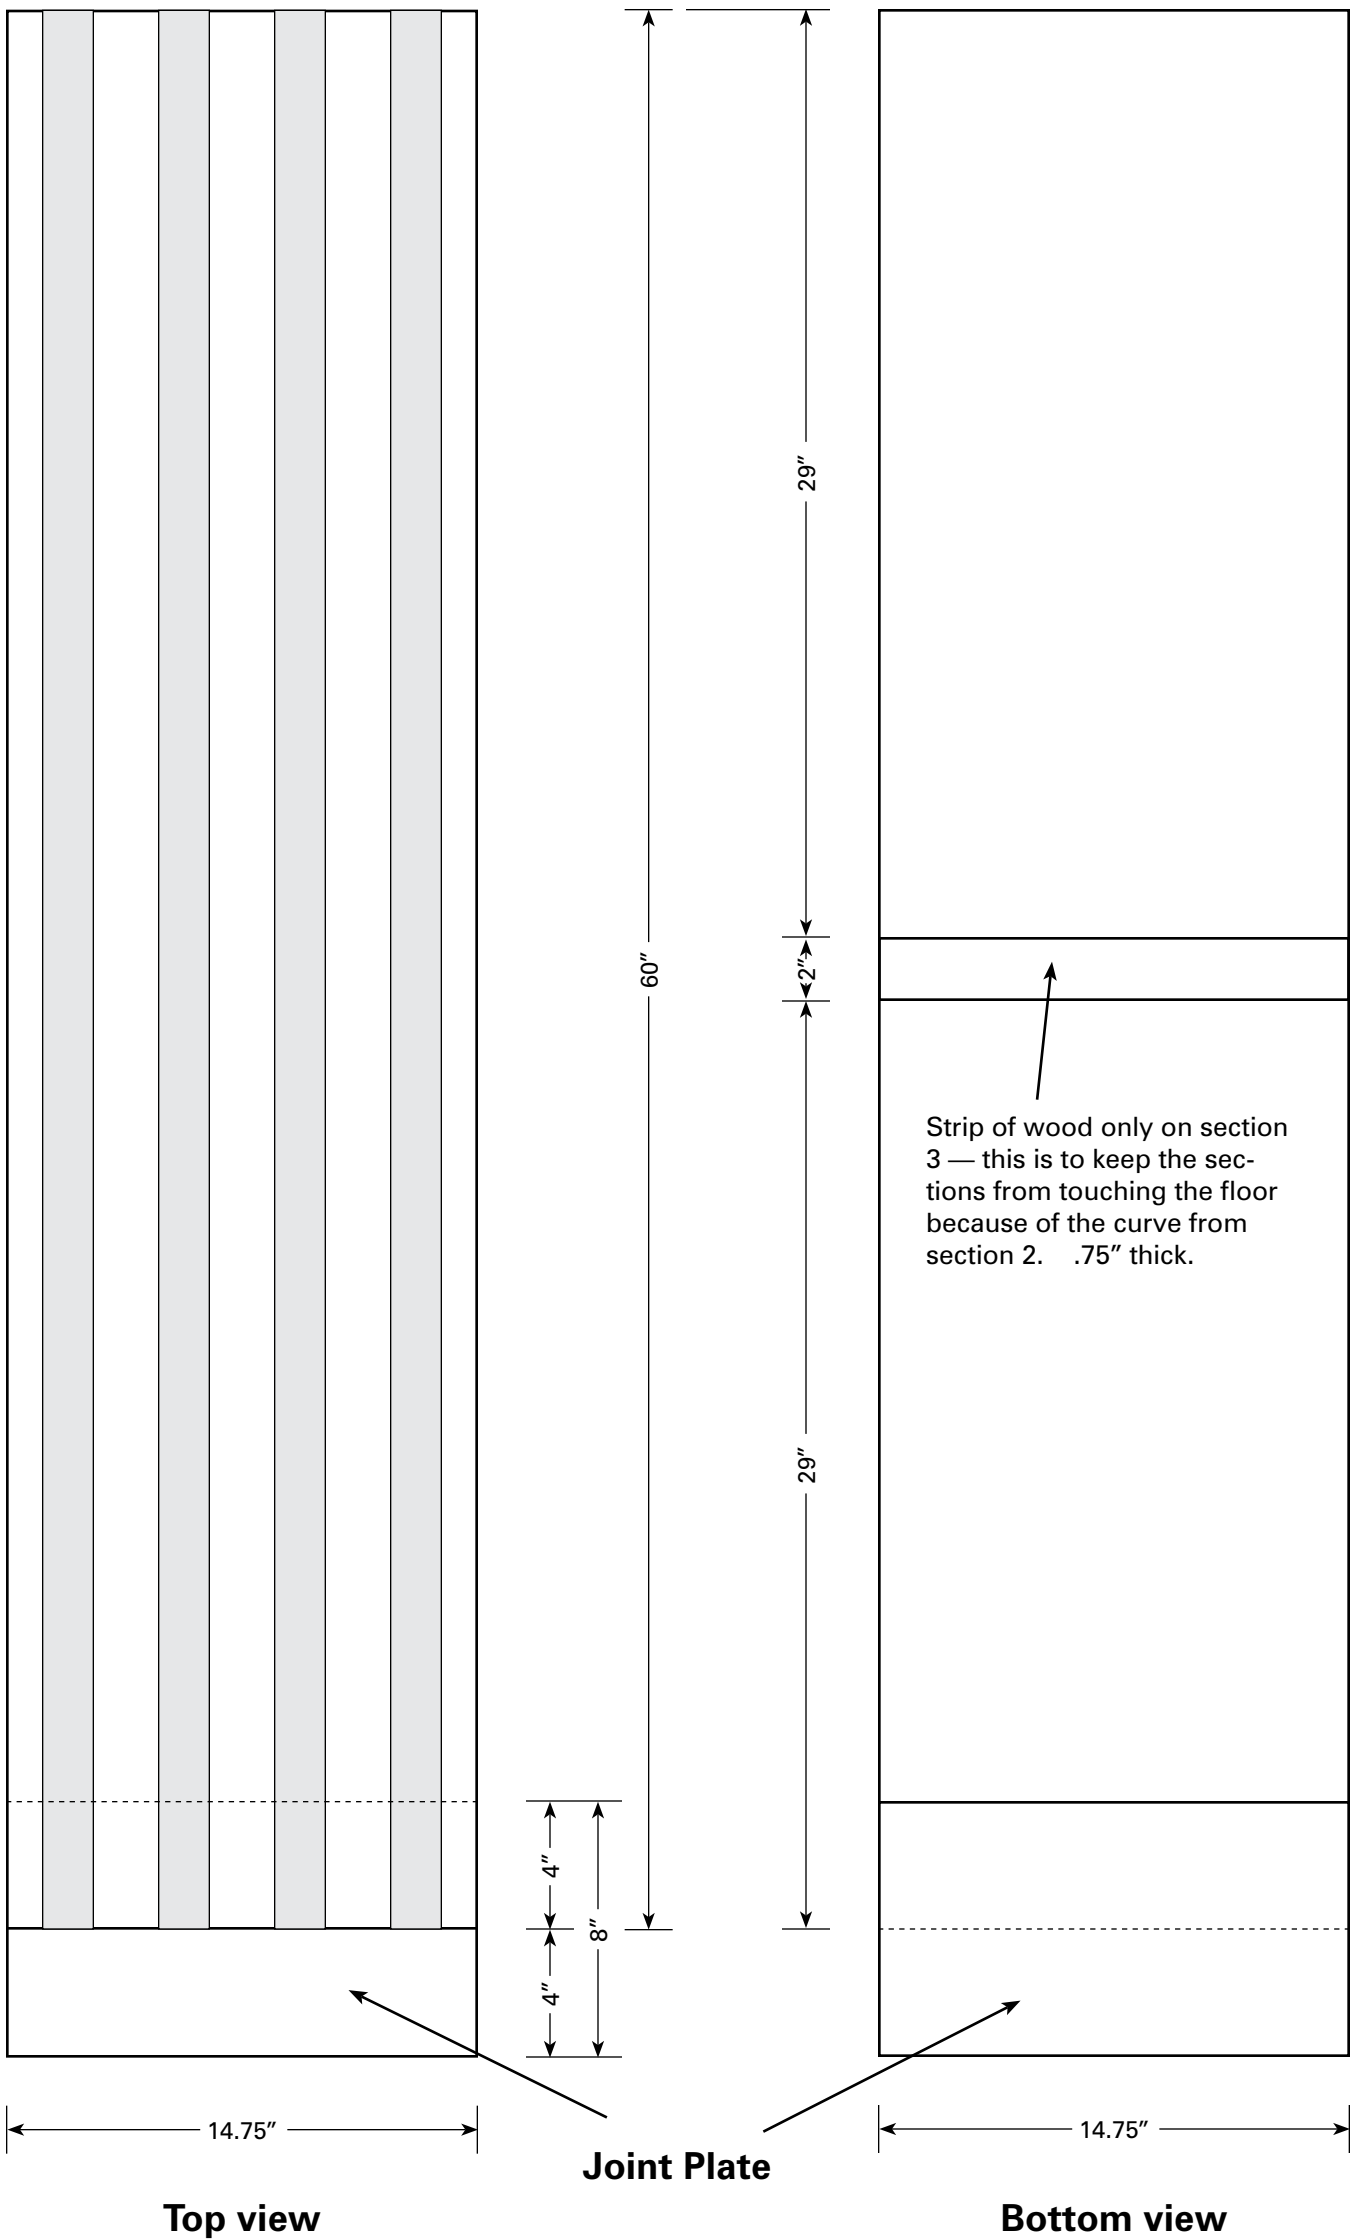 29″
60″
2″
Strip of wood only on section
3 — this is to keep the sec-
tions from touching the floor
because of the curve from
section 2.   .75″ thick.
29″
4″
8″
4″
14.75″
14.75″
Joint Plate
Top view
Bottom view